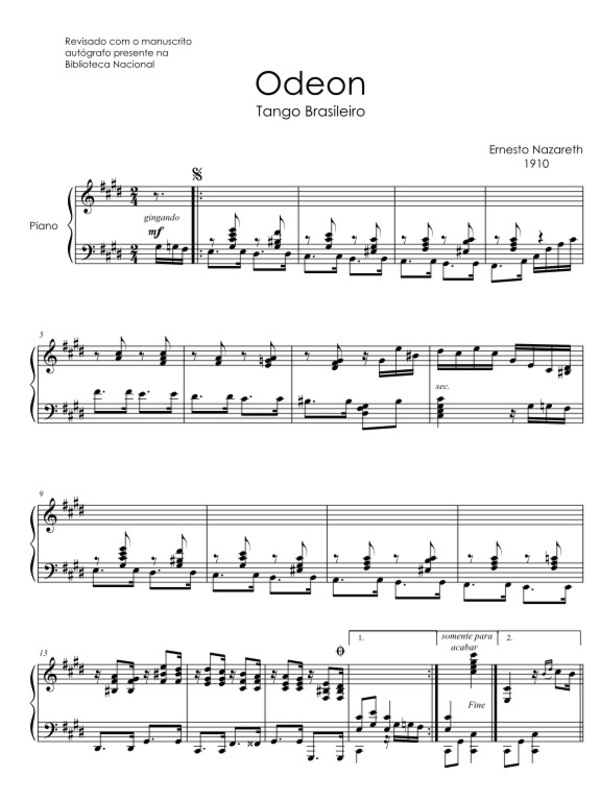 Revisado com o manuscrito
autógrafo presente na
Biblioteca Nacional
Odeon
Tango Brasileiro
Ernesto Nazareth
1910
Piano
gingando
mf
5
sec.
9
13
1.
somente para
acabar
2.
Fine